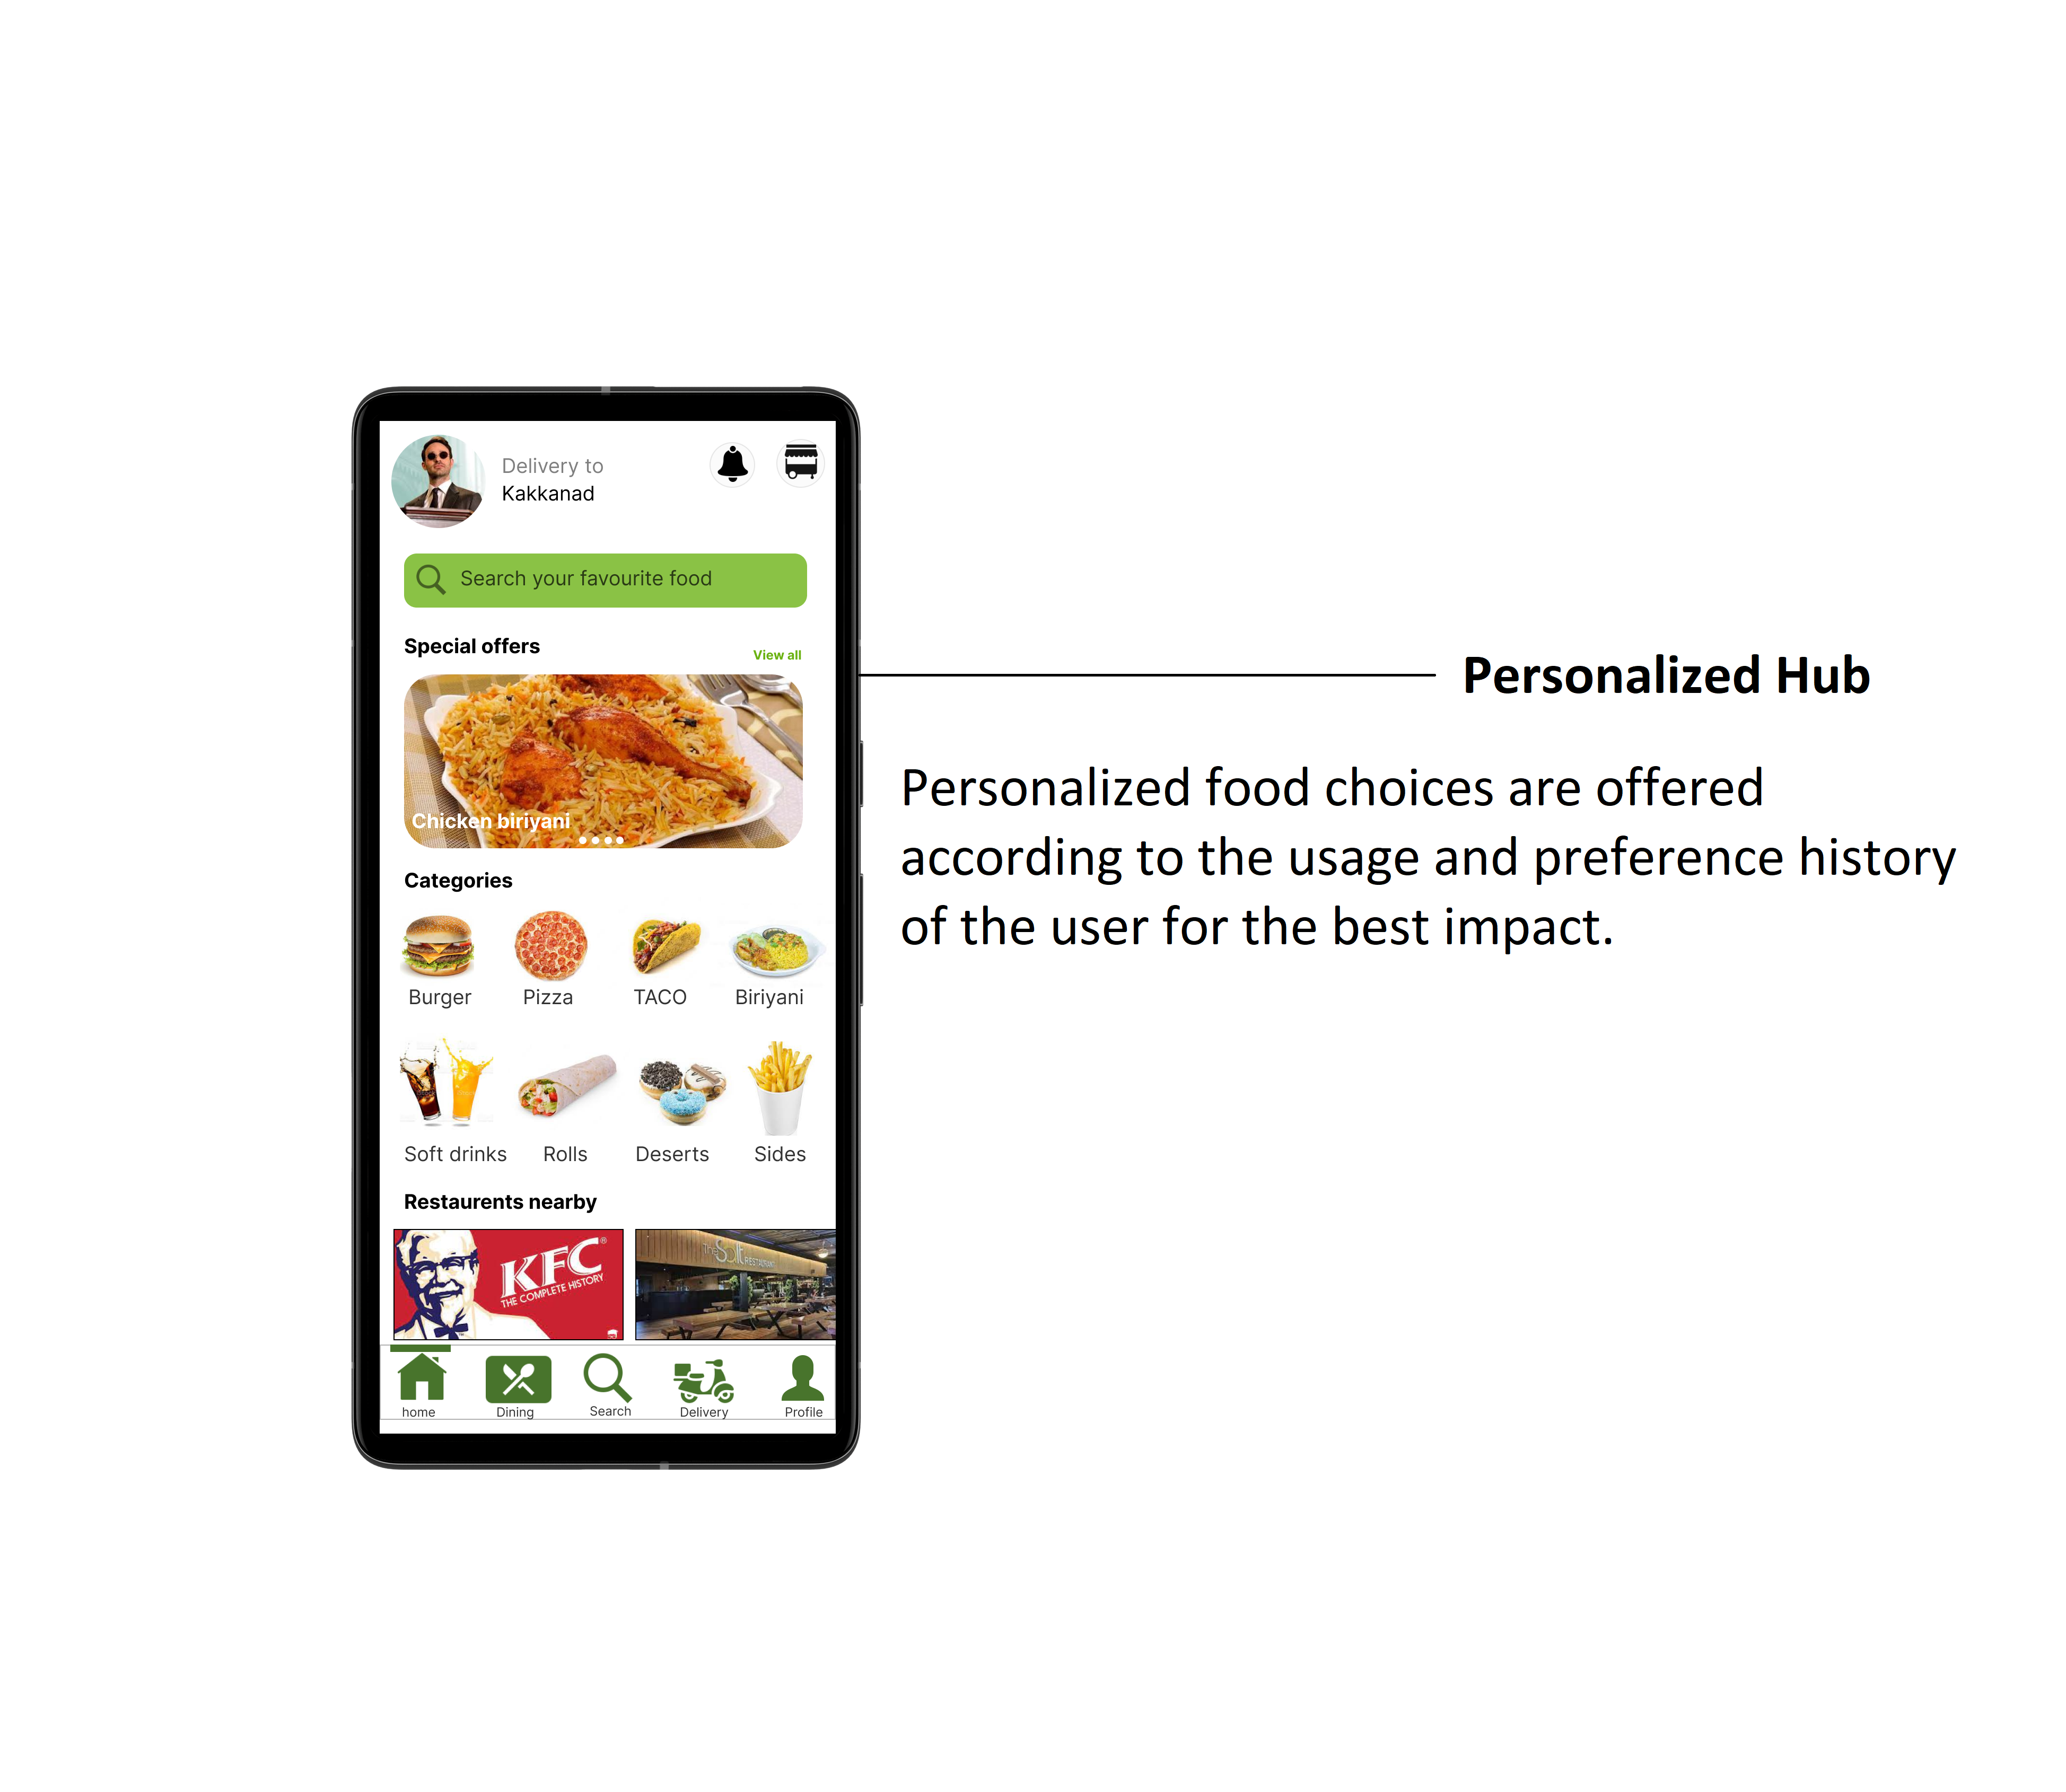 Delivery to
Kakkanad
Search your favourite food
Special offers
View all
Chicken biriyani
Categories
Burger Pizza TACO Biriyani
Soft drinks Rolls Deserts Sides
Restaurents nearby
KFC®
THE COMPLETE HISTORY
The Salt RESTAURANT
home Dining Search Delivery Profile
Personalized Hub
Personalized food choices are offered
according to the usage and preference history
of the user for the best impact.